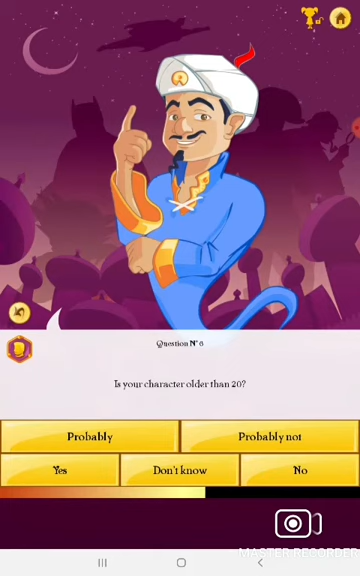 Question N° 6
Is your character older than 20?
Probably
Probably not
Yes
Don't know
No
MASTER RECORDER